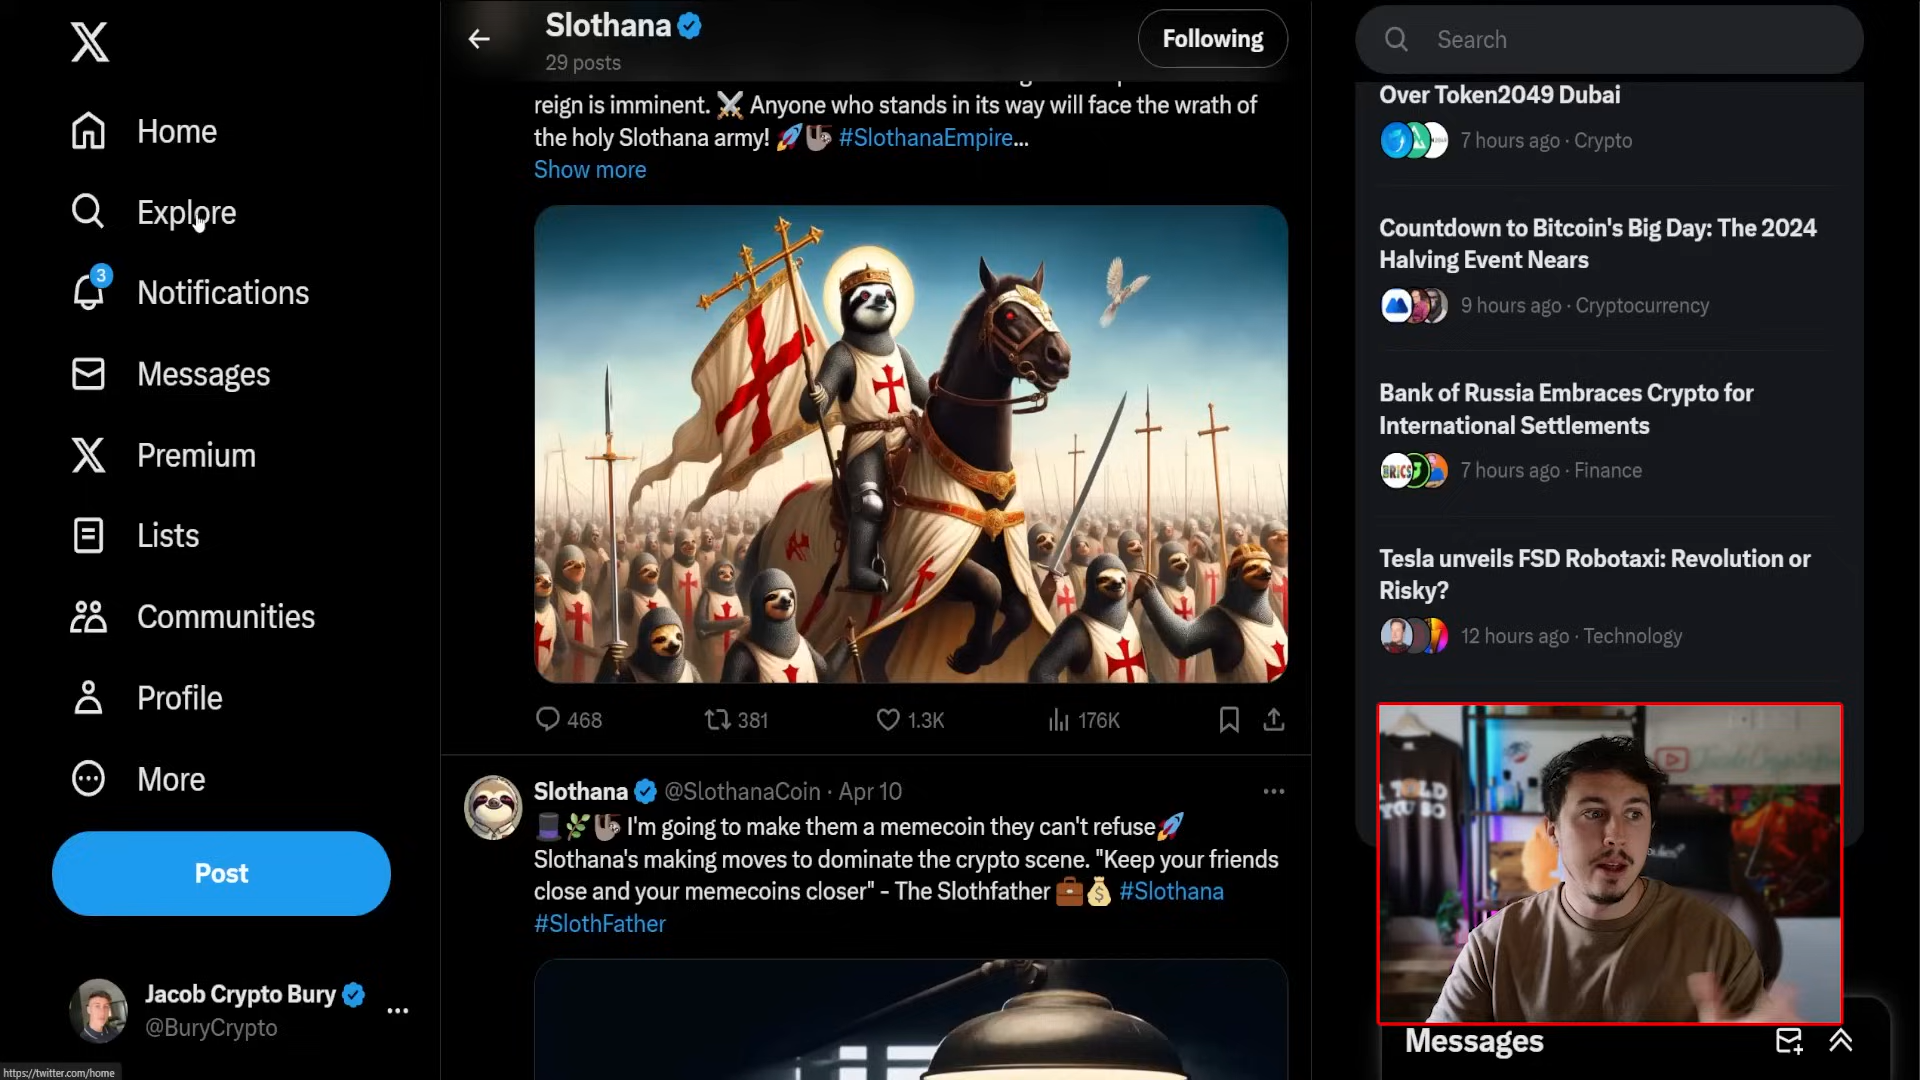 Home
Explore
3
Notifications
Messages
Premium
Lists
Communities
Profile
More
Post
Jacob Crypto Bury
@BuryCrypto
https://twitter.com/home
Slothana
29 posts
Following
reign is imminent. ⚔️ Anyone who stands in its way will face the wrath of
the holy Slothana army! 🚀🦥 #SlothanaEmpire...
Show more
468
381
1.3K
176K
Slothana @SlothanaCoin · Apr 10
🎩🌿🦥 I'm going to make them a memecoin they can't refuse🚀
Slothana's making moves to dominate the crypto scene. "Keep your friends
close and your memecoins closer" - The Slothfather 💼💰 #Slothana
#SlothFather
Search
Over Token2049 Dubai
7 hours ago · Crypto
Countdown to Bitcoin's Big Day: The 2024
Halving Event Nears
9 hours ago · Cryptocurrency
Bank of Russia Embraces Crypto for
International Settlements
BRICS
7 hours ago · Finance
Tesla unveils FSD Robotaxi: Revolution or
Risky?
12 hours ago · Technology
I TOLD
YOU SO
Messages